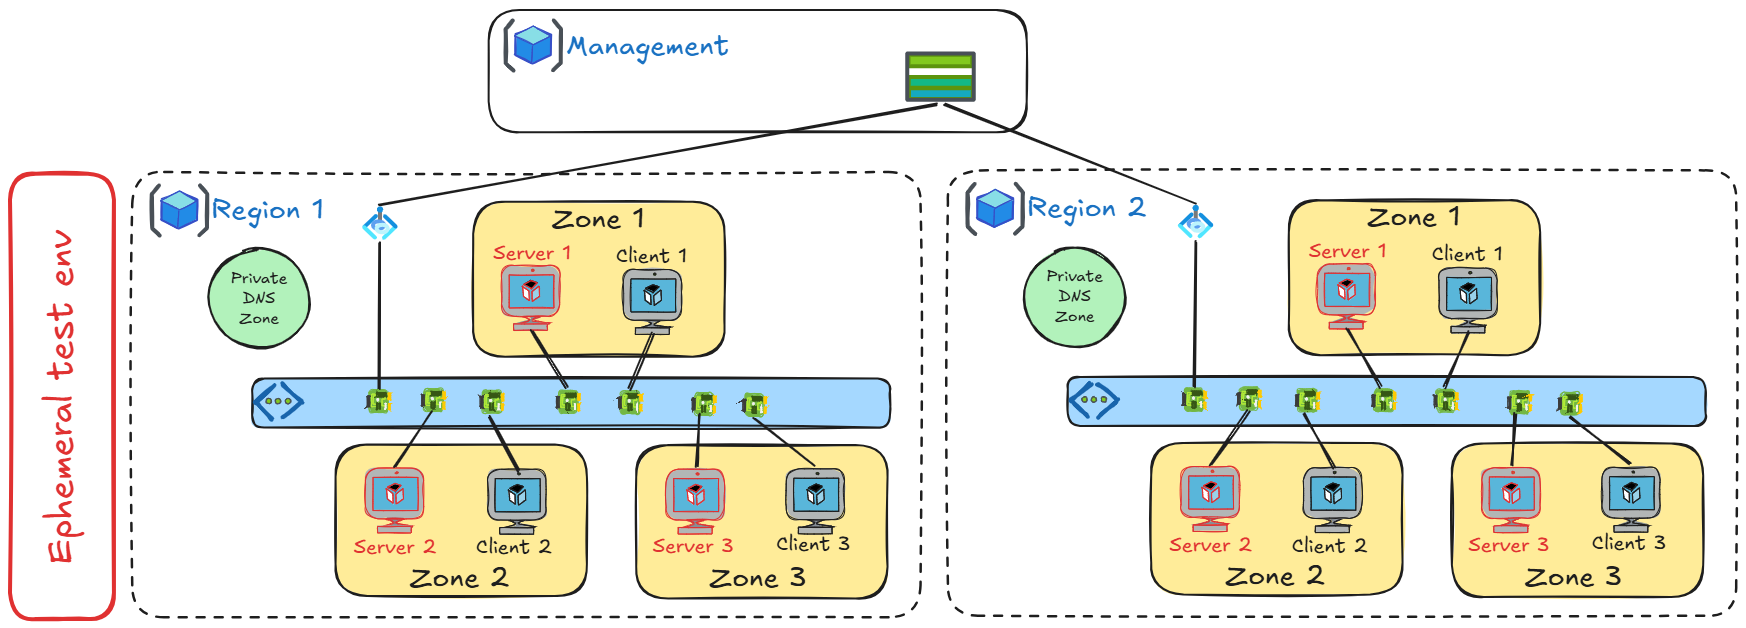 Management
Ephemeral test env
Region 1
Private
DNS
Zone
Zone 1
Server 1
Client 1
Server 2
Client 2
Zone 2
Server 3
Client 3
Zone 3
Region 2
Private
DNS
Zone
Zone 1
Server 1
Client 1
Server 2
Client 2
Zone 2
Server 3
Client 3
Zone 3